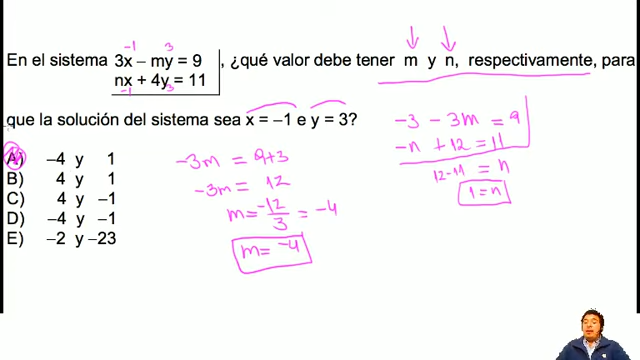 -1 3
En el sistema 3x – my = 9 , ¿qué valor debe tener m y n, respectivamente, para
nx + 4y = 11
-1 3
que la solución del sistema sea x = –1 e y = 3?
A) –4 y 1
B) 4 y 1
C) 4 y –1
D) –4 y –1
E) –2 y –23
-3m = 9+3
-3m = 12
m = -12/3 = -4
m = -4
-3 - 3m = 9
-n + 12 = 11
12-11 = n
1 = n